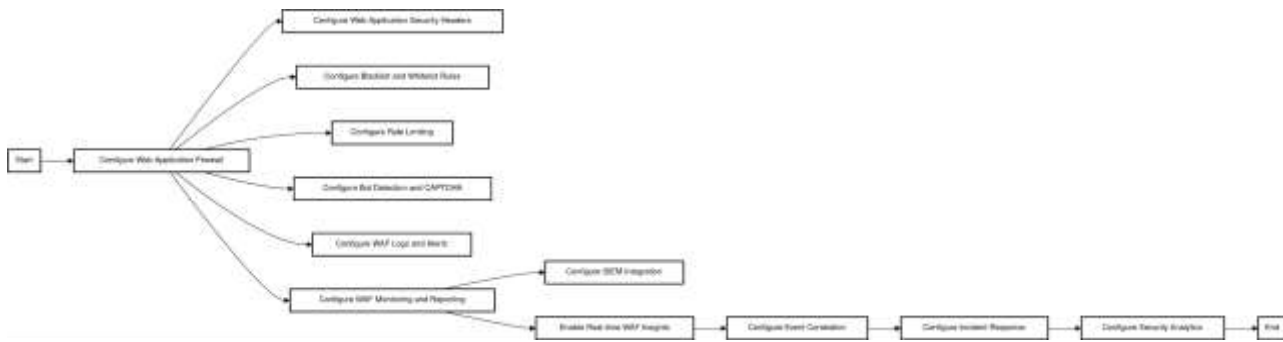 Configure Web Application Security Headers
Configure Blacklist and Whitelist Rules
Configure Rate Limiting
Start
Configure Web Application Firewall
Configure Bot Detection and CAPTCHA
Configure WAF Logs and Alerts
Configure SIEM Integration
Configure WAF Monitoring and Reporting
Enable Real-time WAF Insights
Configure Event Correlation
Configure Incident Response
Configure Security Analytics
End